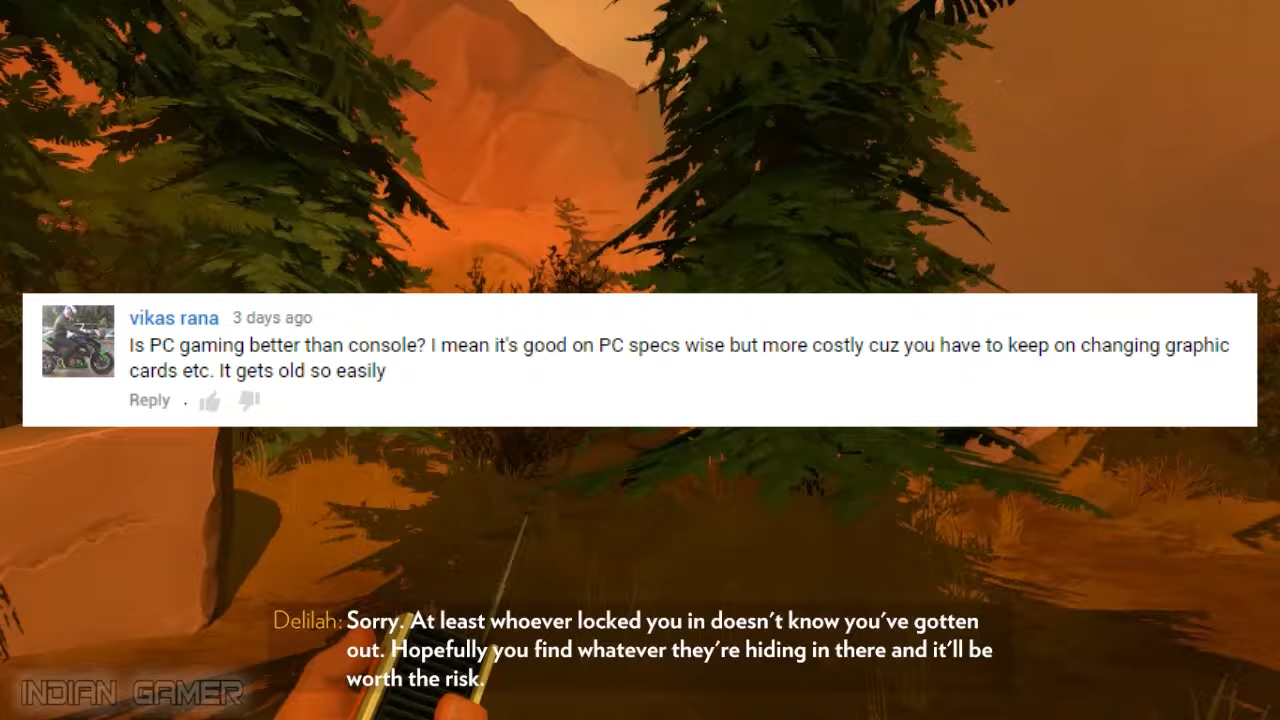 vikas rana 3 days ago
Is PC gaming better than console? I mean it's good on PC specs wise but more costly cuz you have to keep on changing graphic
cards etc. It gets old so easily
Reply .
Delilah: Sorry. At least whoever locked you in doesn't know you've gotten
out. Hopefully you find whatever they're hiding in there and it'll be
worth the risk.
INDIAN GAMER